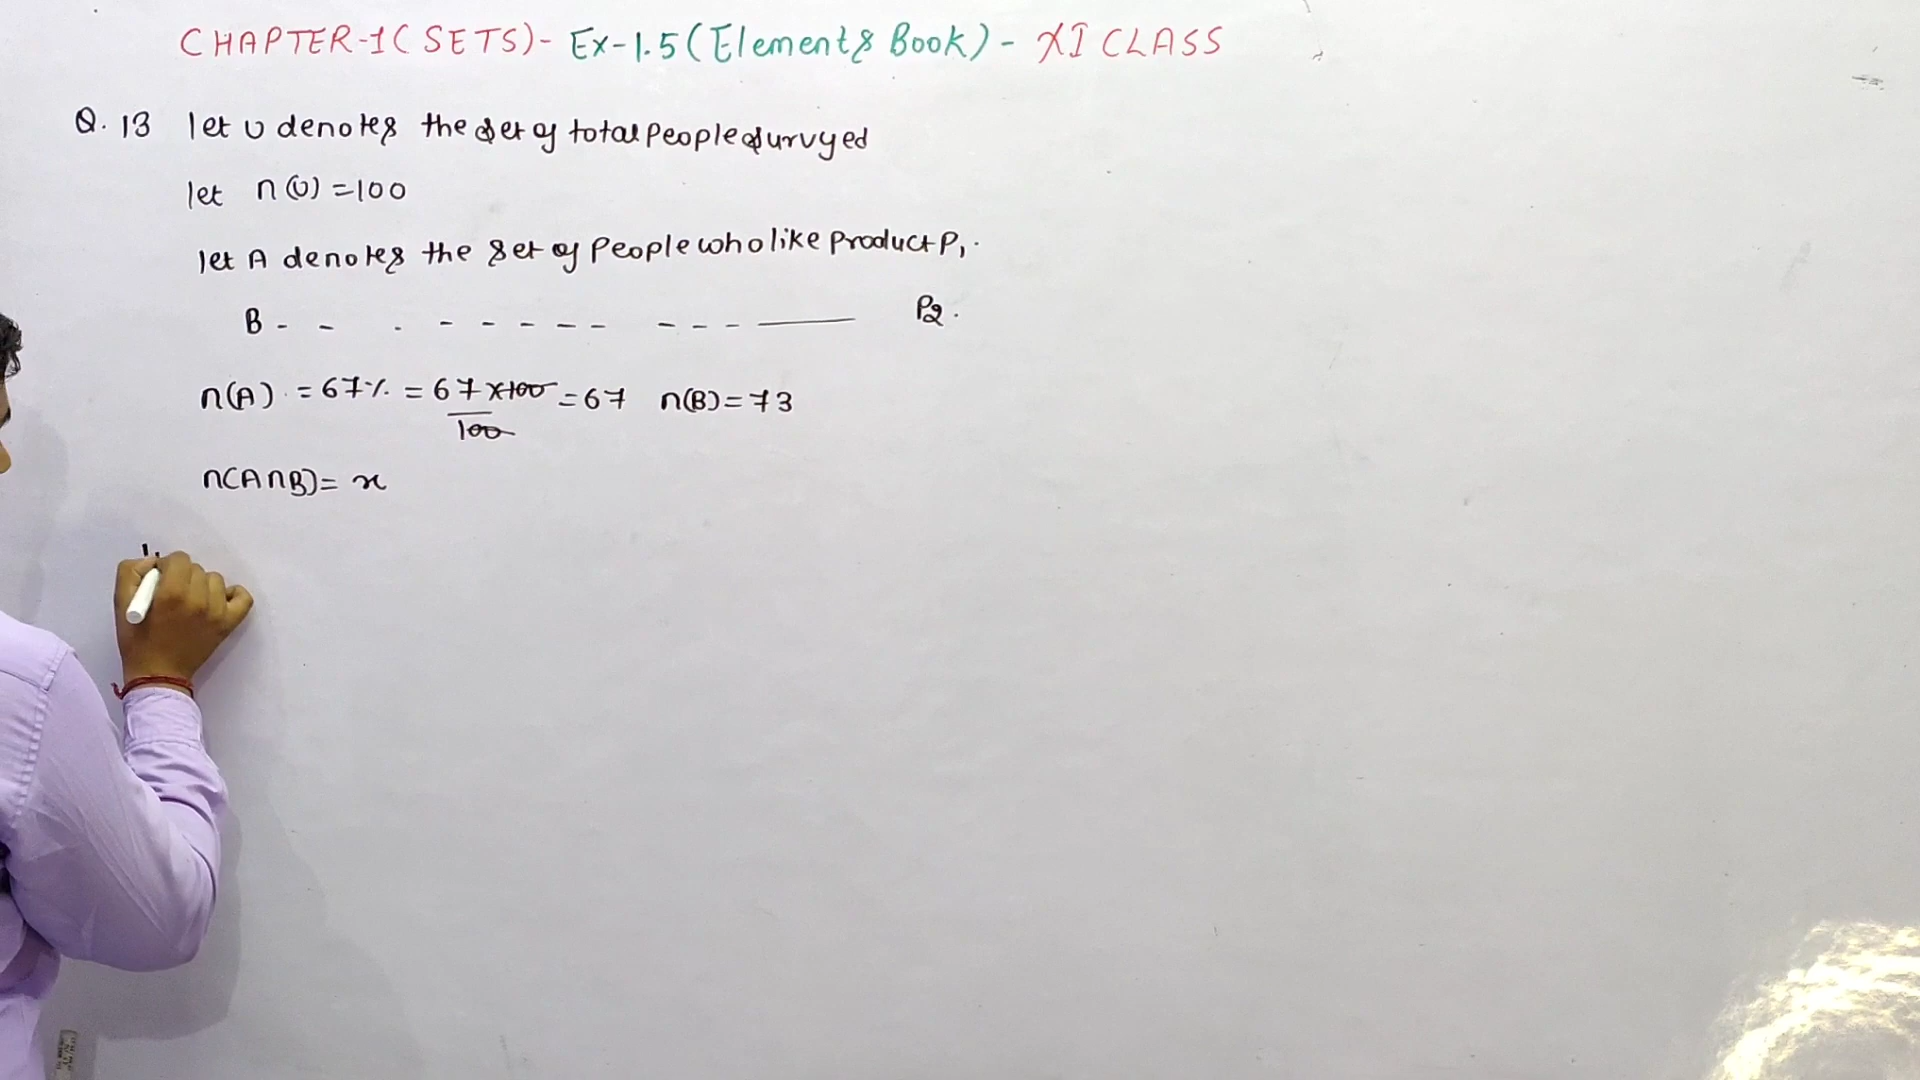 CHAPTER-1(SETS)- Ex-1.5(Elements Book)- XI CLASS
Q.13 let U denotes the set of total People survyed
let n(U) =100
let A denotes the set of People who like Product P₁.
B - - . - - - - - - - - —— P₂.
n(A) = 67% = 67×100/100 = 67 n(B)= 73
n(A∩B)= x